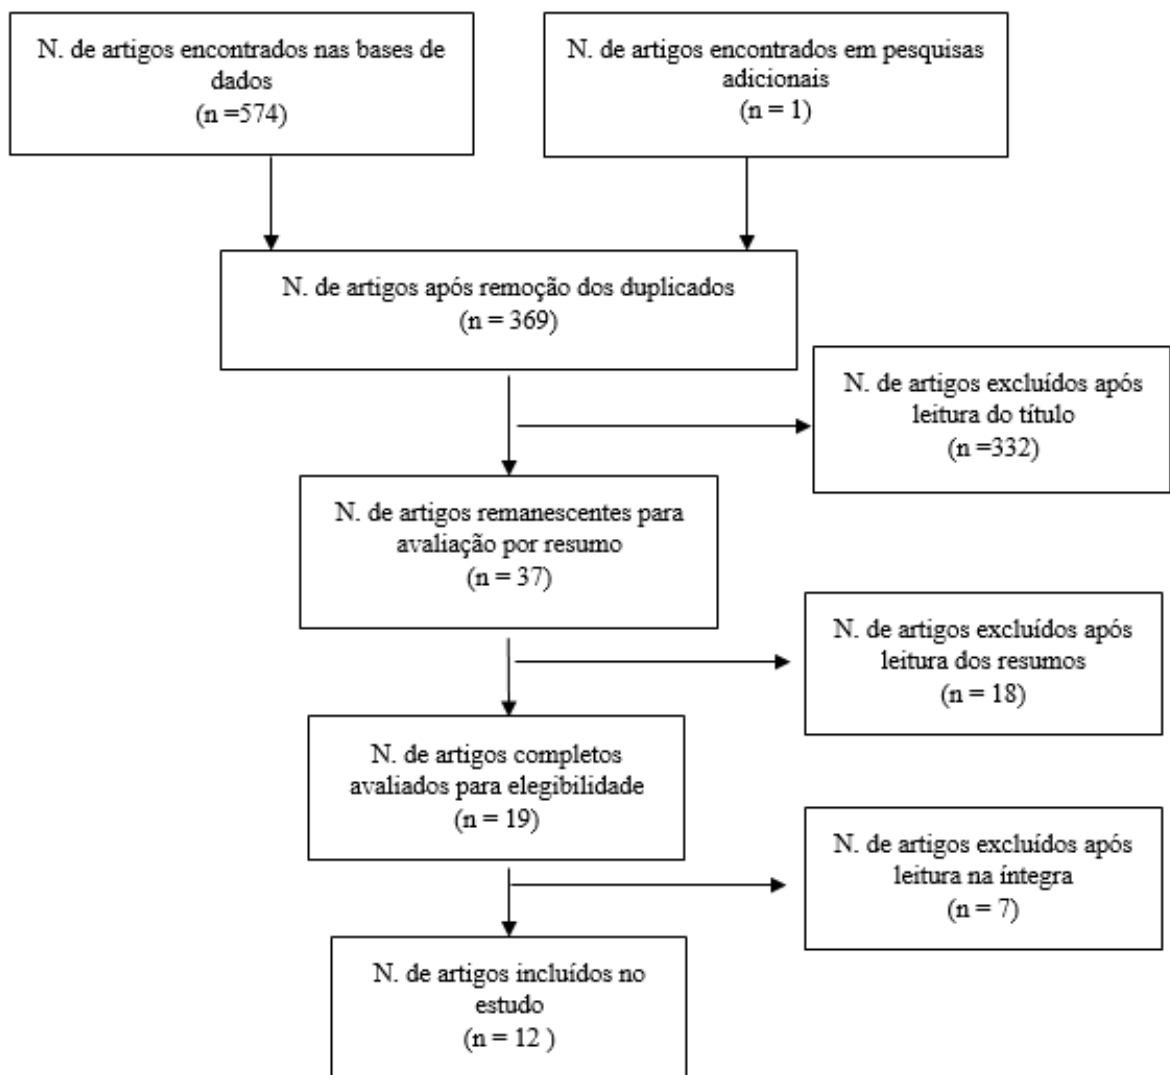 N. de artigos encontrados nas bases de
dados
(n =574)
N. de artigos encontrados em pesquisas
adicionais
(n = 1)
N. de artigos após remoção dos duplicados
(n = 369)
N. de artigos excluídos após
leitura do título
(n =332)
N. de artigos remanescentes para
avaliação por resumo
(n = 37)
N. de artigos excluídos após
leitura dos resumos
(n = 18)
N. de artigos completos
avaliados para elegibilidade
(n = 19)
N. de artigos excluídos após
leitura na íntegra
(n = 7)
N. de artigos incluídos no
estudo
(n = 12 )